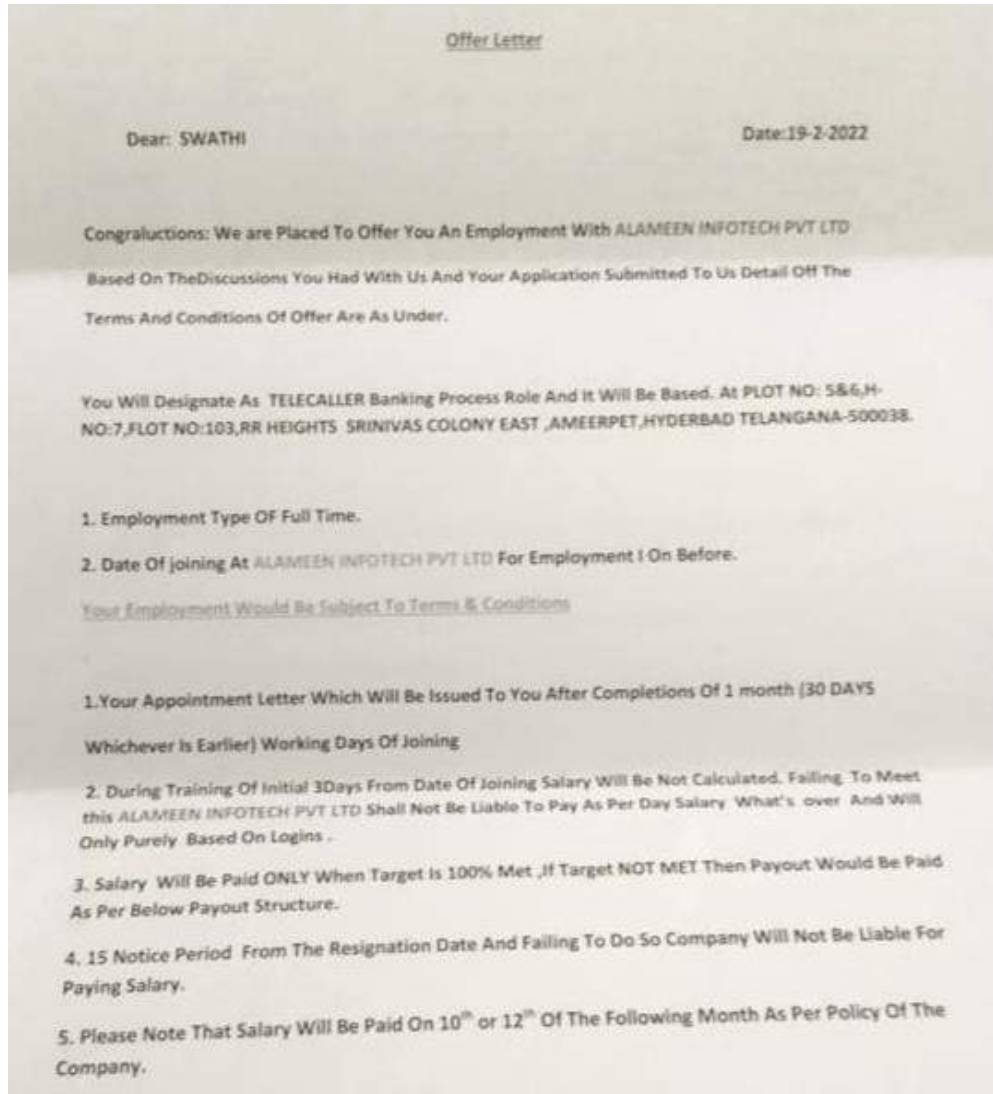 Offer Letter
Dear: SWATHI
Date:19-2-2022
Congraluctions: We are Placed To Offer You An Employment With ALAMEEN INFOTECH PVT LTD
Based On TheDiscussions You Had With Us And Your Application Submitted To Us Detail Off The
Terms And Conditions Of Offer Are As Under.
You Will Designate As TELECALLER Banking Process Role And It Will Be Based. At PLOT NO: 5&6,H-
NO:7,FLOT NO:103,RR HEIGHTS SRINIVAS COLONY EAST ,AMEERPET,HYDERBAD TELANGANA-500038.
1. Employment Type OF Full Time.
2. Date Of joining At ALAMEEN INFOTECH PVT LTD For Employment I On Before.
Your Employment Would Be Subject To Terms & Conditions
1.Your Appointment Letter Which Will Be Issued To You After Completions Of 1 month (30 DAYS
Whichever Is Earlier) Working Days Of Joining
2. During Training Of Initial 3Days From Date Of Joining Salary Will Be Not Calculated. Failing To Meet
this ALAMEEN INFOTECH PVT LTD Shall Not Be Liable To Pay As Per Day Salary What's over And Will
Only Purely Based On Logins .
3. Salary Will Be Paid ONLY When Target Is 100% Met ,If Target NOT MET Then Payout Would Be Paid
As Per Below Payout Structure.
4. 15 Notice Period From The Resignation Date And Failing To Do So Company Will Not Be Liable For
Paying Salary.
5. Please Note That Salary Will Be Paid On 10th or 12th Of The Following Month As Per Policy Of The
Company.